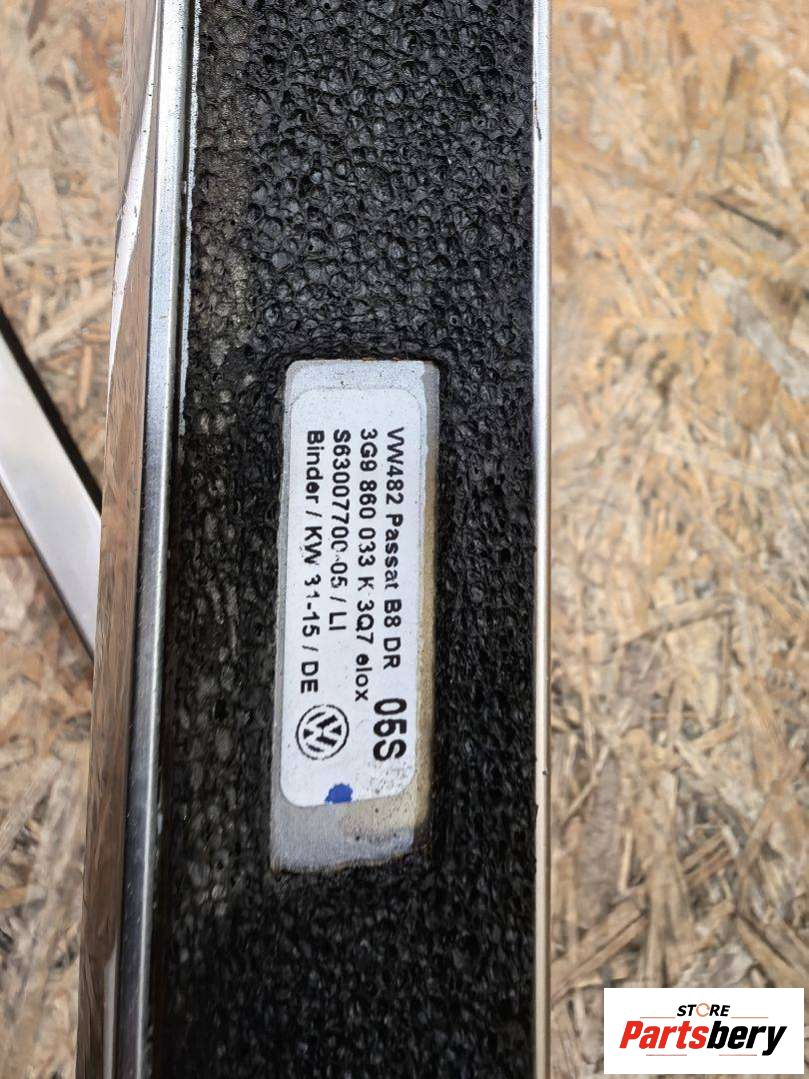 VW482 Passat B8 DR
3G9 860 033 K 3Q7 elox
S63007700-05 / LI
Binder / KW 31-15 / DE
05S
STORE
Partsbery